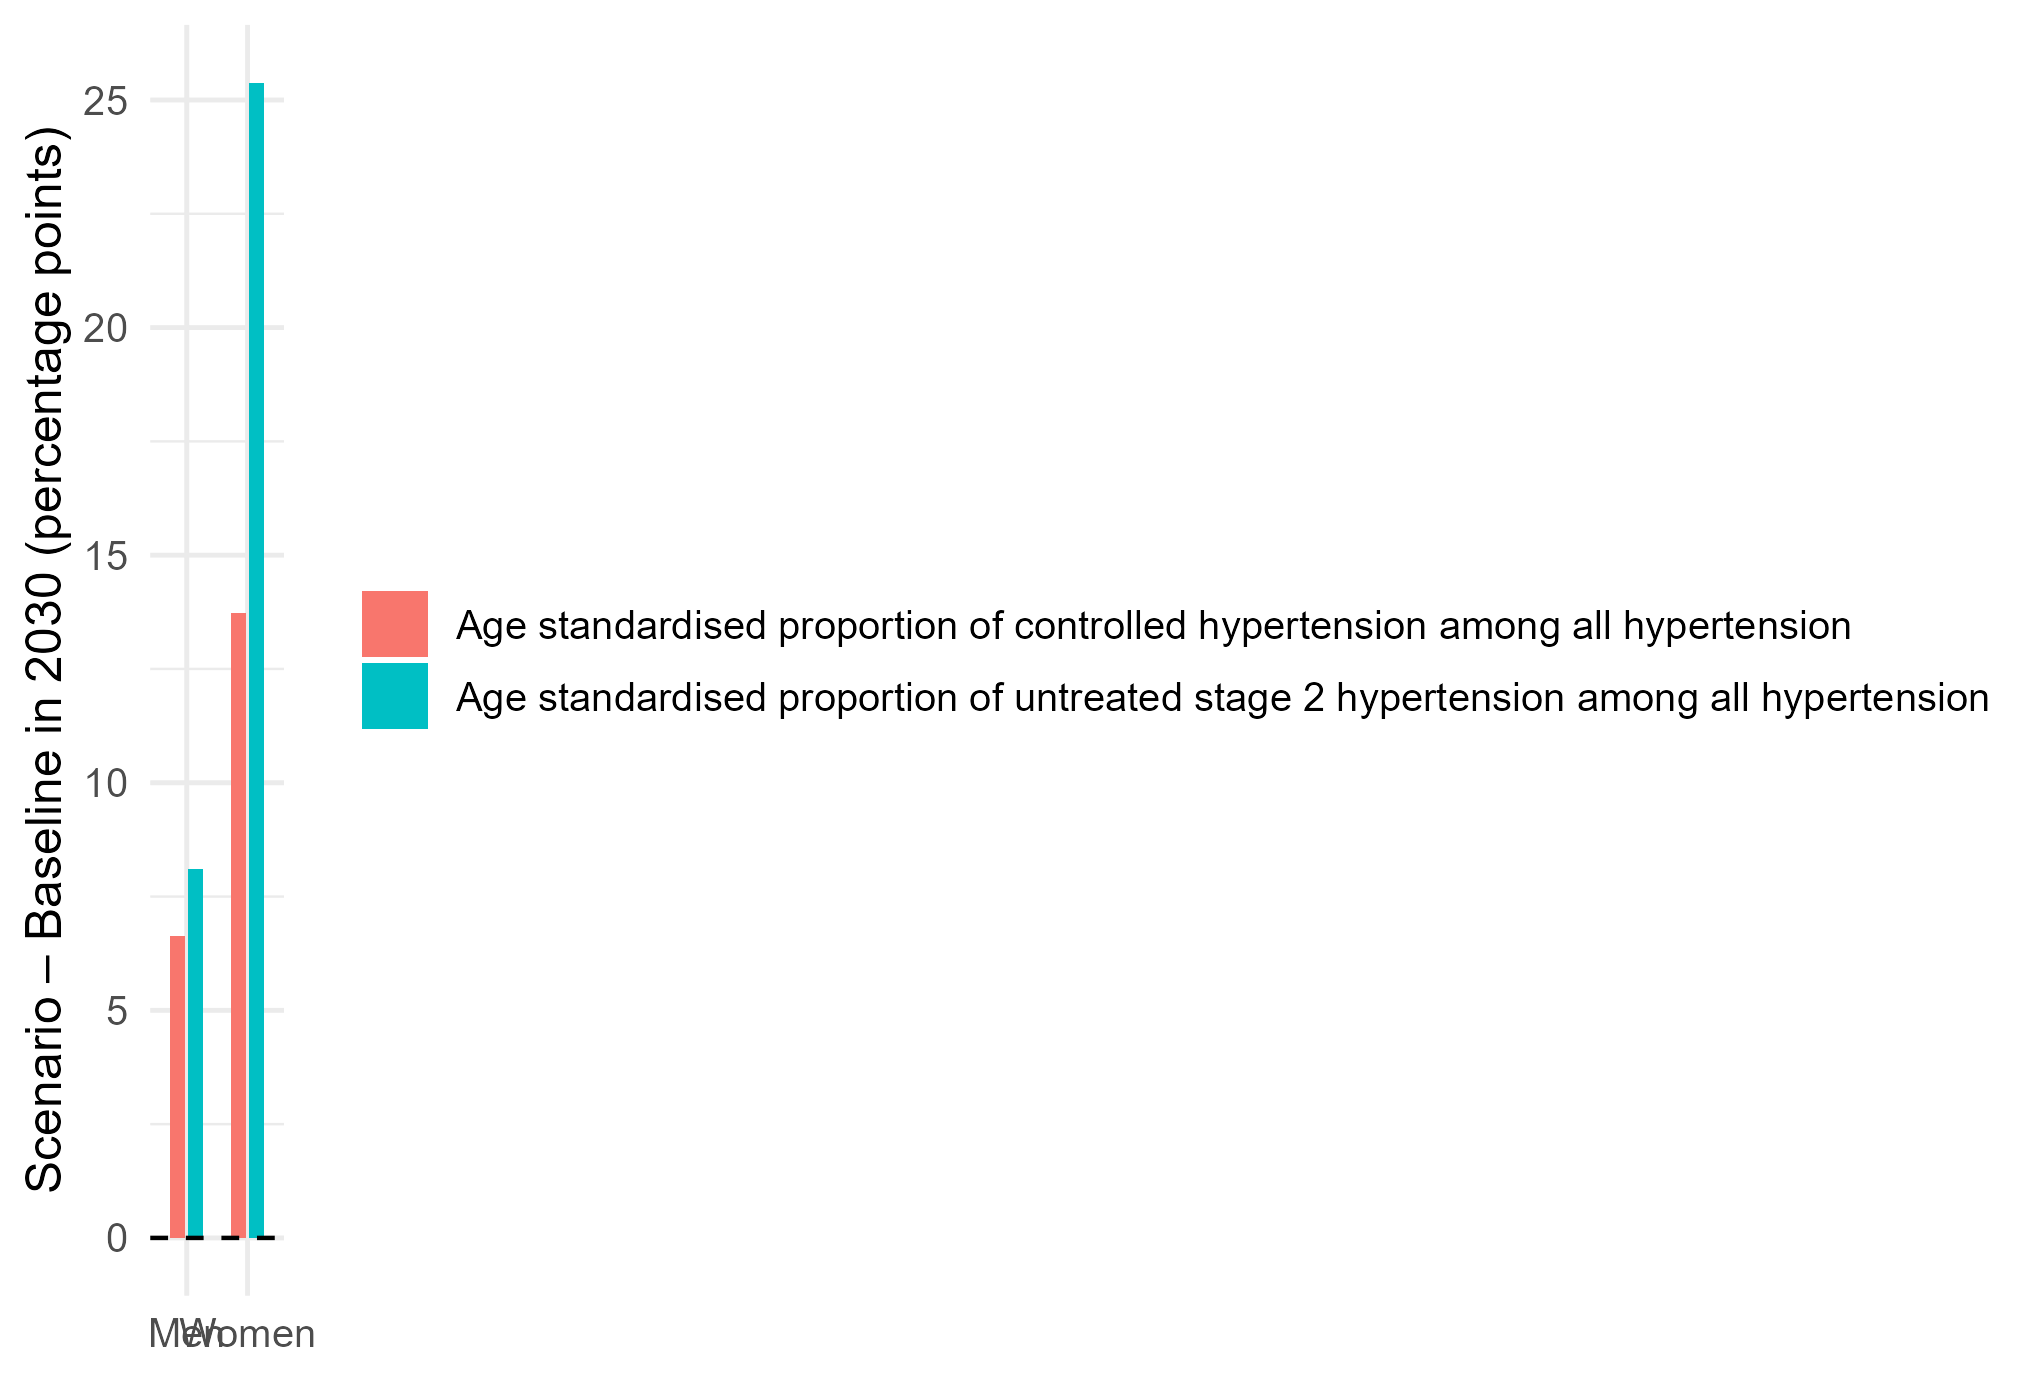 Scenario – Baseline in 2030 (percentage points)
25
20
15
10
5
0
Men
Women
Age standardised proportion of controlled hypertension among all hypertension
Age standardised proportion of untreated stage 2 hypertension among all hypertension